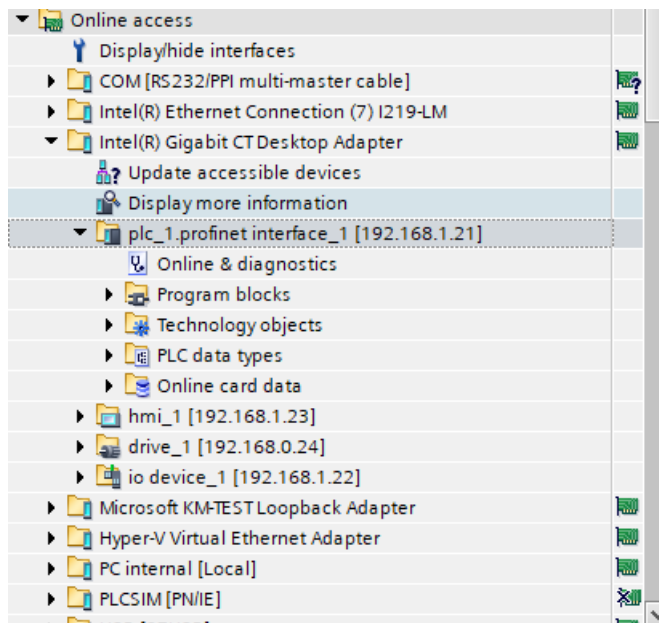 Online access
Display/hide interfaces
COM [RS232/PPI multi-master cable]
Intel(R) Ethernet Connection (7) I219-LM
Intel(R) Gigabit CT Desktop Adapter
Update accessible devices
Display more information
plc_1.profinet interface_1 [192.168.1.21]
Online & diagnostics
Program blocks
Technology objects
PLC data types
Online card data
hmi_1 [192.168.1.23]
drive_1 [192.168.0.24]
io device_1 [192.168.1.22]
Microsoft KM-TEST Loopback Adapter
Hyper-V Virtual Ethernet Adapter
PC internal [Local]
PLCSIM [PN/IE]